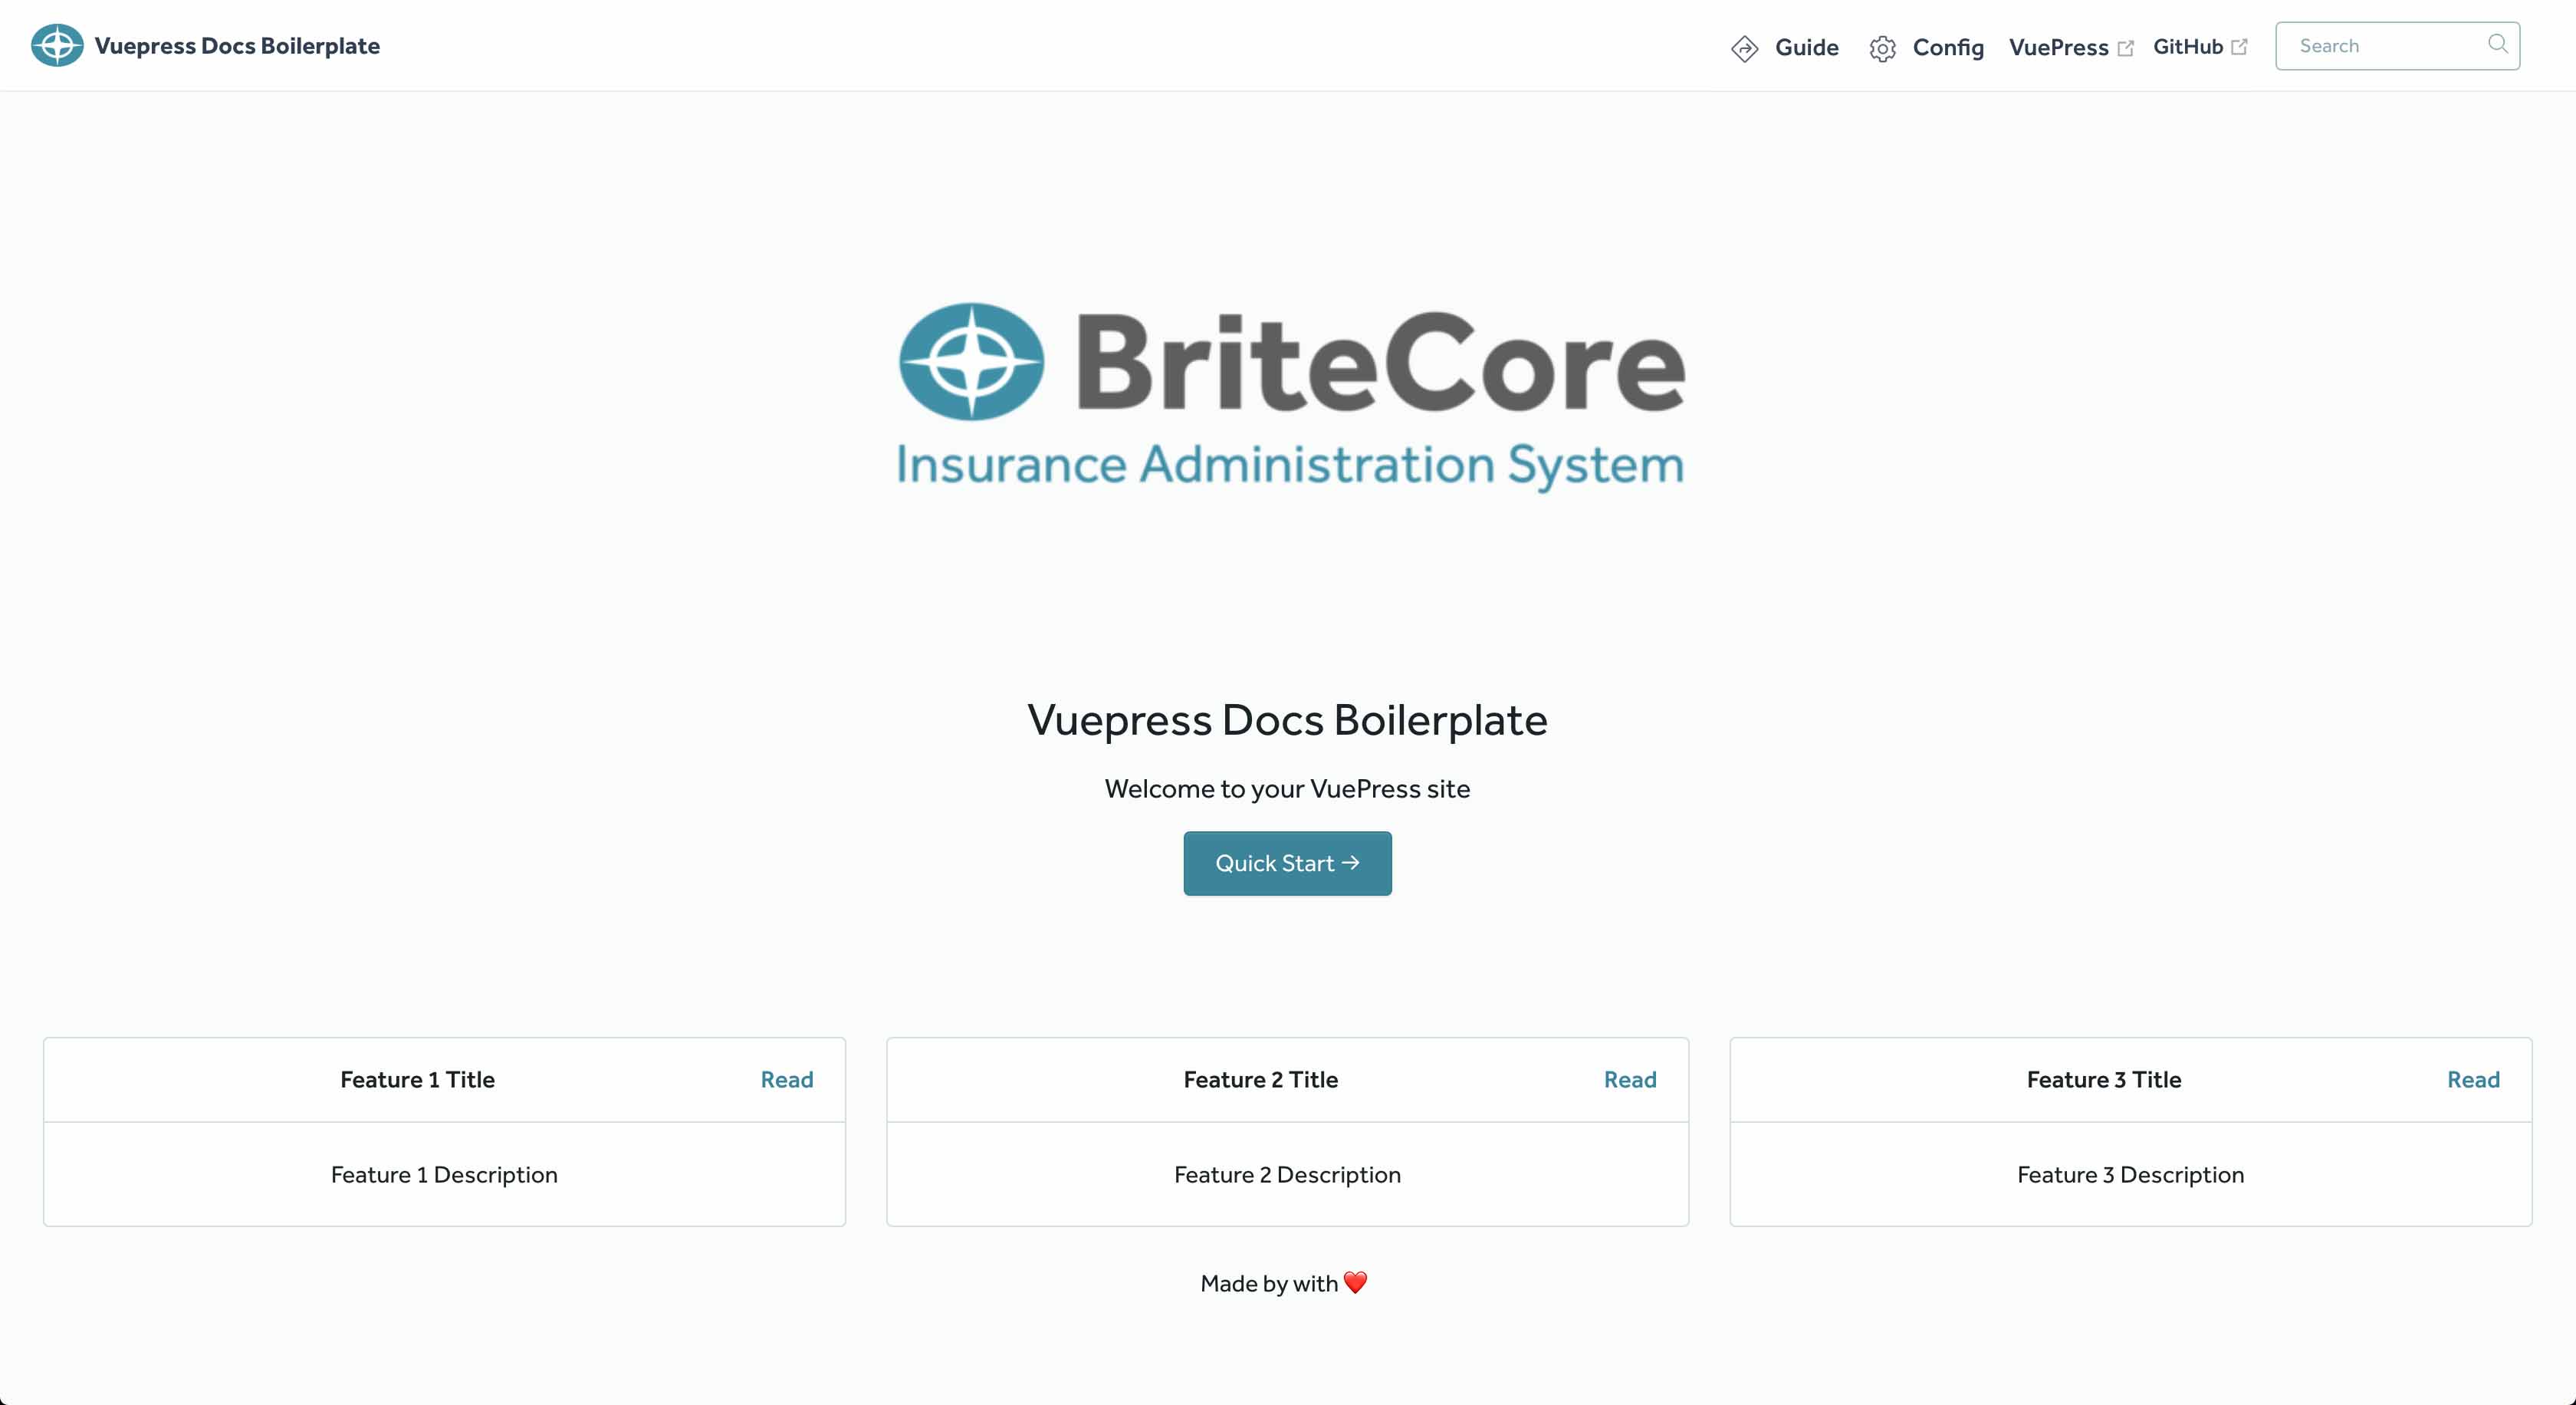 Vuepress Docs Boilerplate
Guide
Config
VuePress
GitHub
Search
BriteCore
Insurance Administration System
Vuepress Docs Boilerplate
Welcome to your VuePress site
Quick Start →
Feature 1 Title
Read
Feature 1 Description
Feature 2 Title
Read
Feature 2 Description
Feature 3 Title
Read
Feature 3 Description
Made by with ❤️